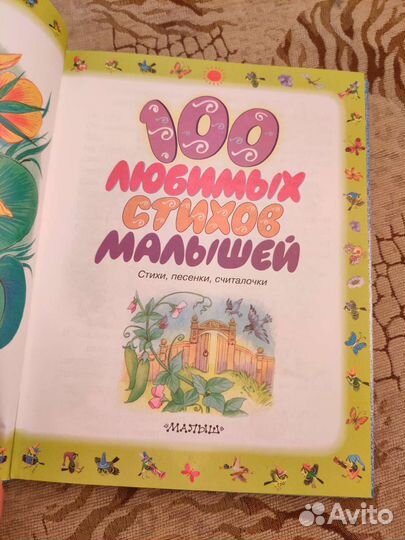 100
ЛЮБИМЫХ
СТИХОВ
МАЛЫШЕЙ
Стихи, песенки, считалочки
«МАЛЫШ»
Avito